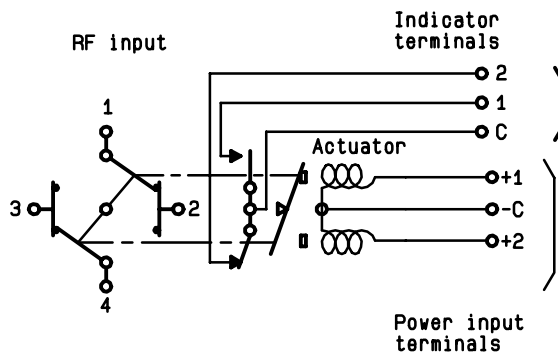 RF input
Indicator
terminals
2
1
C
1
Actuator
+1
3
2
-C
+2
4
Power input
terminals